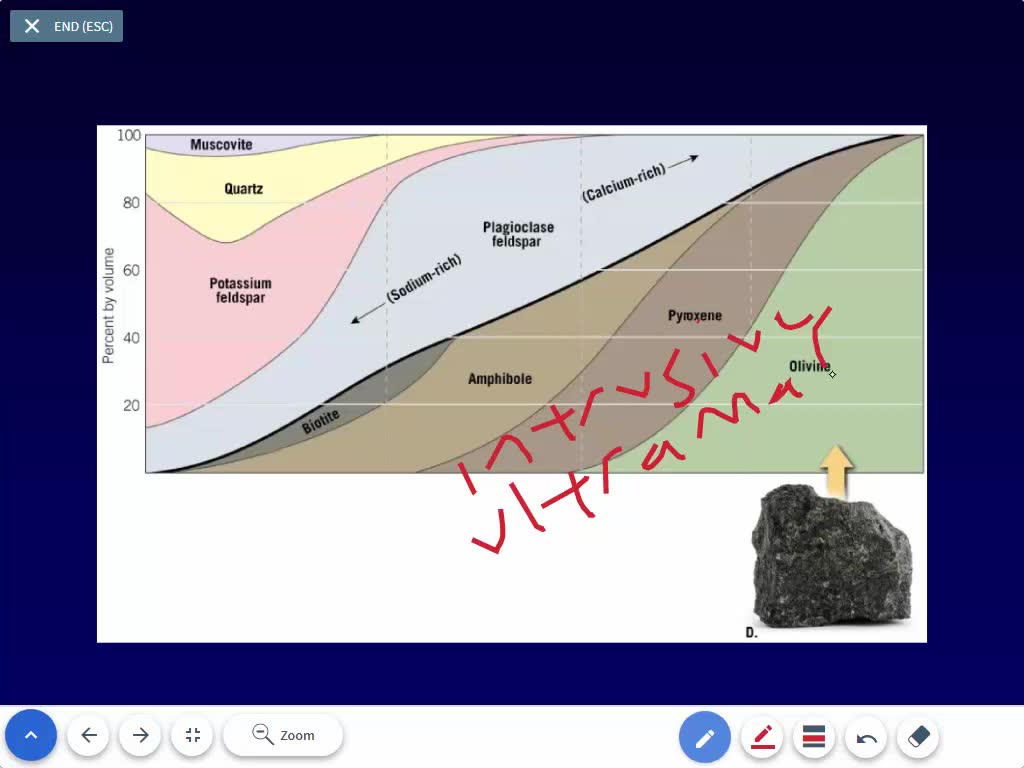 END (ESC)
100
Muscovite
Quartz
80
(Calcium-rich)
Plagioclase
feldspar
60
(Sodium-rich)
Potassium
feldspar
Percent by volume
40
Pyroxene
Olivine
Amphibole
20
Biotite
intrusive
D.
Zoom